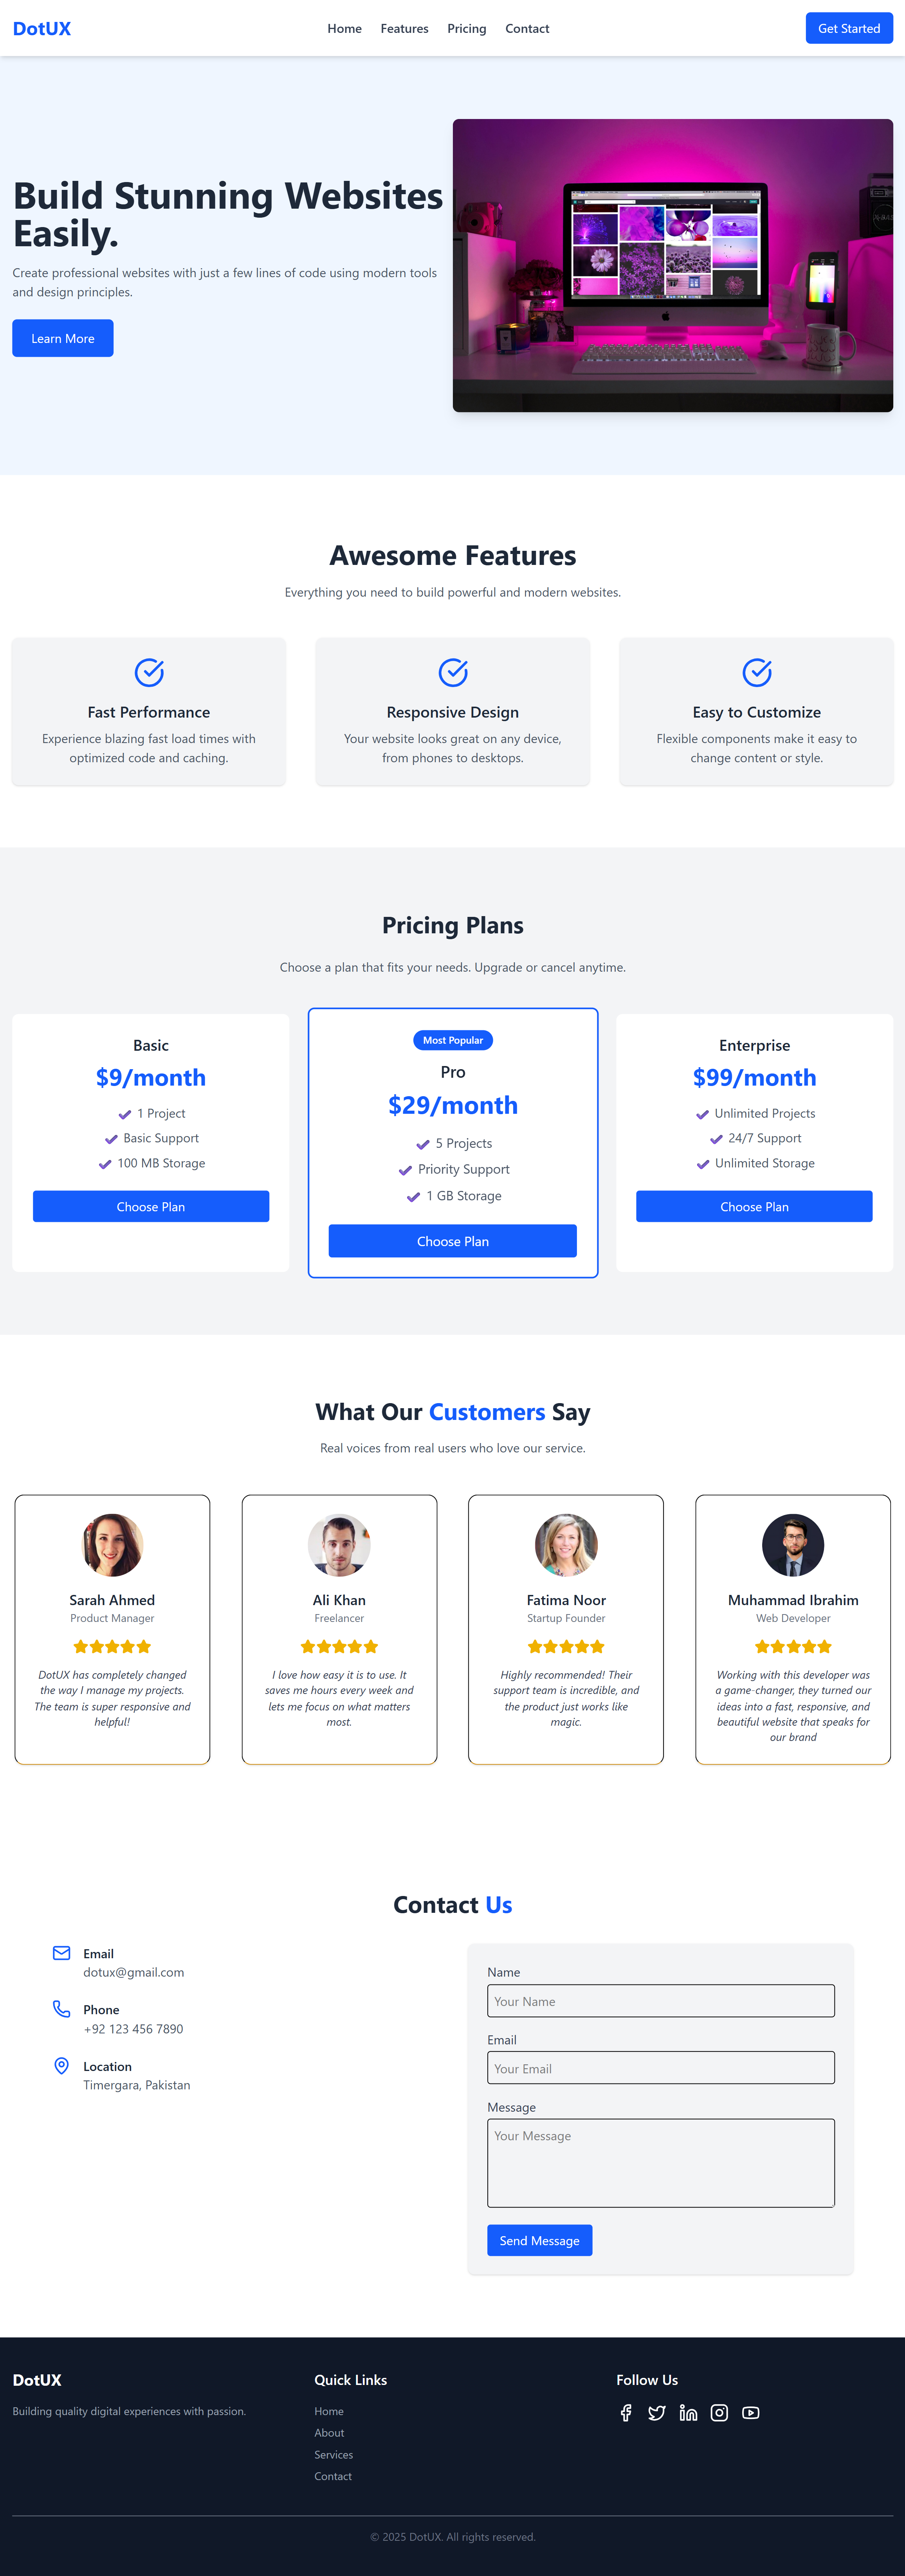 DotUX
Home Features Pricing Contact
Get Started
Build Stunning Websites
Easily.
Create professional websites with just a few lines of code using modern tools
and design principles.
Learn More
Awesome Features
Everything you need to build powerful and modern websites.
Fast Performance
Experience blazing fast load times with
optimized code and caching.
Responsive Design
Your website looks great on any device,
from phones to desktops.
Easy to Customize
Flexible components make it easy to
change content or style.
Pricing Plans
Choose a plan that fits your needs. Upgrade or cancel anytime.
Basic
$9/month
1 Project
Basic Support
100 MB Storage
Choose Plan
Most Popular
Pro
$29/month
5 Projects
Priority Support
1 GB Storage
Choose Plan
Enterprise
$99/month
Unlimited Projects
24/7 Support
Unlimited Storage
Choose Plan
What Our Customers Say
Real voices from real users who love our service.
Sarah Ahmed
Product Manager
DotUX has completely changed
the way I manage my projects.
The team is super responsive and
helpful!
Ali Khan
Freelancer
I love how easy it is to use. It
saves me hours every week and
lets me focus on what matters
most.
Fatima Noor
Startup Founder
Highly recommended! Their
support team is incredible, and
the product just works like
magic.
Muhammad Ibrahim
Web Developer
Working with this developer was
a game-changer, they turned our
ideas into a fast, responsive, and
beautiful website that speaks for
our brand
Contact Us
Email
dotux@gmail.com
Phone
+92 123 456 7890
Location
Timergara, Pakistan
Name
Your Name
Email
Your Email
Message
Your Message
Send Message
DotUX
Building quality digital experiences with passion.
Quick Links
Home
About
Services
Contact
Follow Us
© 2025 DotUX. All rights reserved.